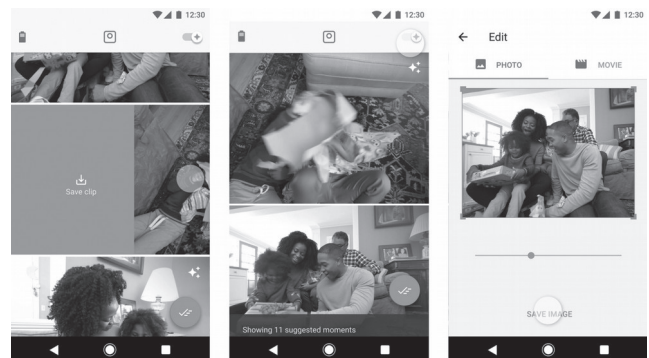 12:30
Save clip
12:30
Showing 11 suggested moments
12:30
Edit
PHOTO
MOVIE
SAVE IMAGE